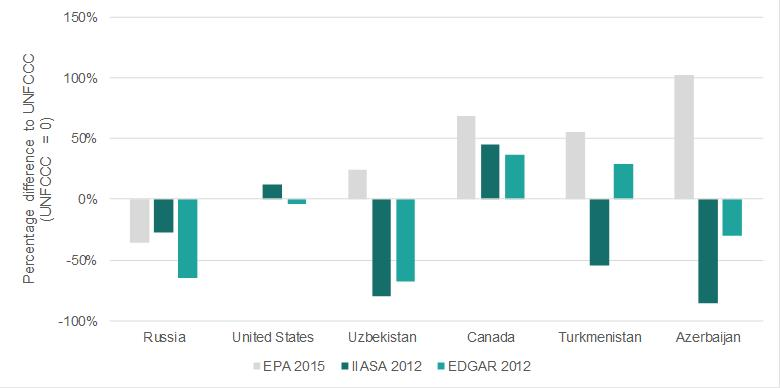 150%
100%
50%
0%
-50%
-100%
Percentage difference to UNFCCC
(UNFCCC = 0)
Russia United States Uzbekistan Canada Turkmenistan Azerbaijan
EPA 2015 IIASA 2012 EDGAR 2012